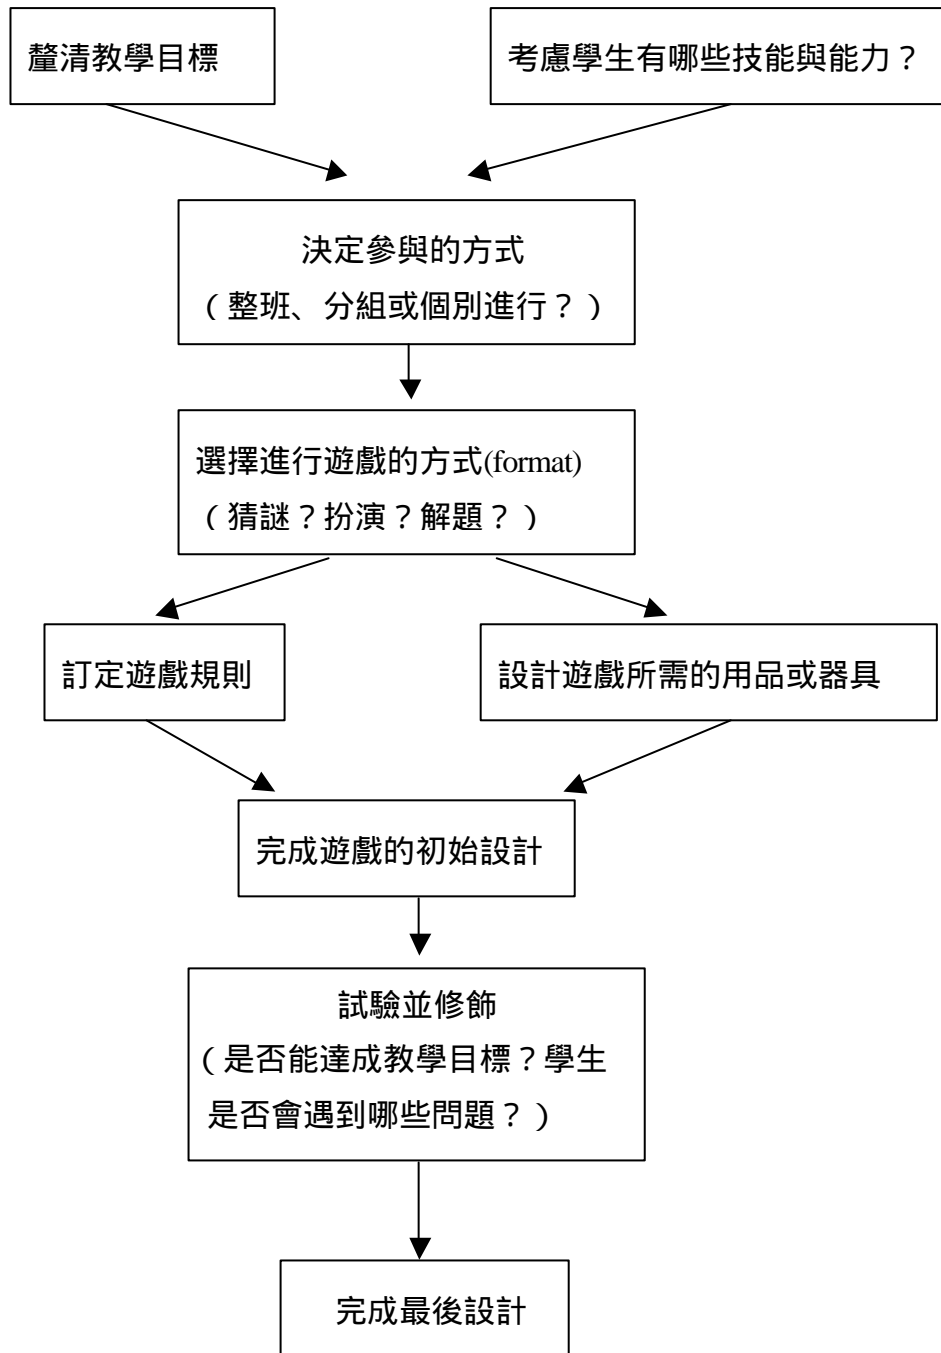 釐清教學目標
考慮學生有哪些技能與能力？
決定參與的方式
（整班、分組或個別進行？）
選擇進行遊戲的方式(format)
（猜謎？扮演？解題？）
訂定遊戲規則
設計遊戲所需的用品或器具
完成遊戲的初始設計
試驗並修飾
（是否能達成教學目標？學生
是否會遇到哪些問題？）
完成最後設計